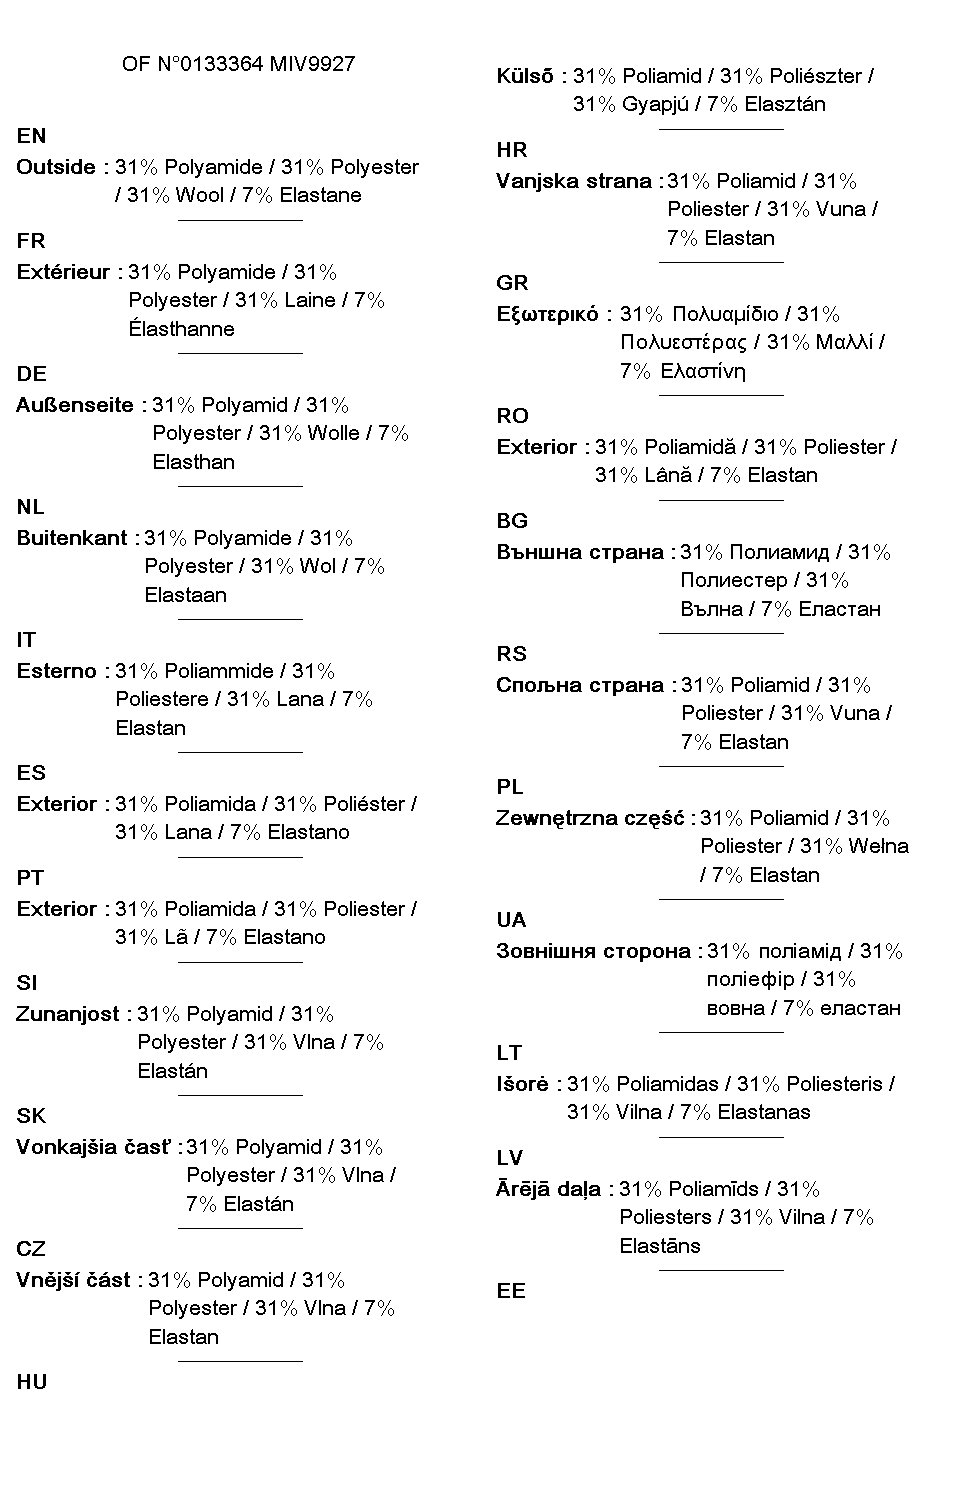 OF N°0133364 MIV9927
EN
Outside : 31% Polyamide / 31% Polyester
/ 31% Wool / 7% Elastane
FR
Extérieur : 31% Polyamide / 31%
Polyester / 31% Laine / 7%
Élasthanne
DE
Außenseite : 31% Polyamid / 31%
Polyester / 31% Wolle / 7%
Elasthan
NL
Buitenkant : 31% Polyamide / 31%
Polyester / 31% Wol / 7%
Elastaan
IT
Esterno : 31% Poliammide / 31%
Poliestere / 31% Lana / 7%
Elastan
ES
Exterior : 31% Poliamida / 31% Poliéster /
31% Lana / 7% Elastano
PT
Exterior : 31% Poliamida / 31% Poliester /
31% Lã / 7% Elastano
SI
Zunanjost : 31% Polyamid / 31%
Polyester / 31% Vlna / 7%
Elastán
SK
Vonkajšia časť : 31% Polyamid / 31%
Polyester / 31% Vlna /
7% Elastán
CZ
Vnější část : 31% Polyamid / 31%
Polyester / 31% Vlna / 7%
Elastan
HU
Külső : 31% Poliamid / 31% Poliészter /
31% Gyapjú / 7% Elasztán
HR
Vanjska strana : 31% Poliamid / 31%
Poliester / 31% Vuna /
7% Elastan
GR
Εξωτερικό : 31% Πολυαμίδιο / 31%
Πολυεστέρας / 31% Μαλλί /
7% Ελαστίνη
RO
Exterior : 31% Poliamidă / 31% Poliester /
31% Lână / 7% Elastan
BG
Външна страна : 31% Полиамид / 31%
Полиестер / 31%
Вълна / 7% Еластан
RS
Спољна страна : 31% Poliamid / 31%
Poliester / 31% Vuna /
7% Elastan
PL
Zewnętrzna część : 31% Poliamid / 31%
Poliester / 31% Wełna
/ 7% Elastan
UA
Зовнішня сторона : 31% поліамід / 31%
поліефір / 31%
вовна / 7% еластан
LT
Išorė : 31% Poliamidas / 31% Poliesteris /
31% Vilna / 7% Elastanas
LV
Ārējā daļa : 31% Poliamīds / 31%
Poliesters / 31% Vilna / 7%
Elastāns
EE